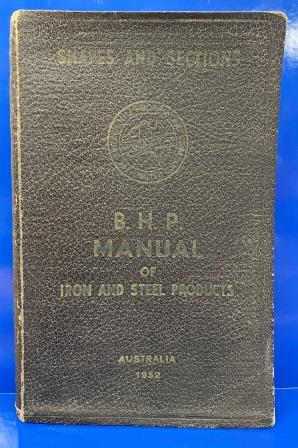 SHAPES AND SECTIONS
B.H.P.
MANUAL
OF
IRON AND STEEL PRODUCTS
AUSTRALIA
1952